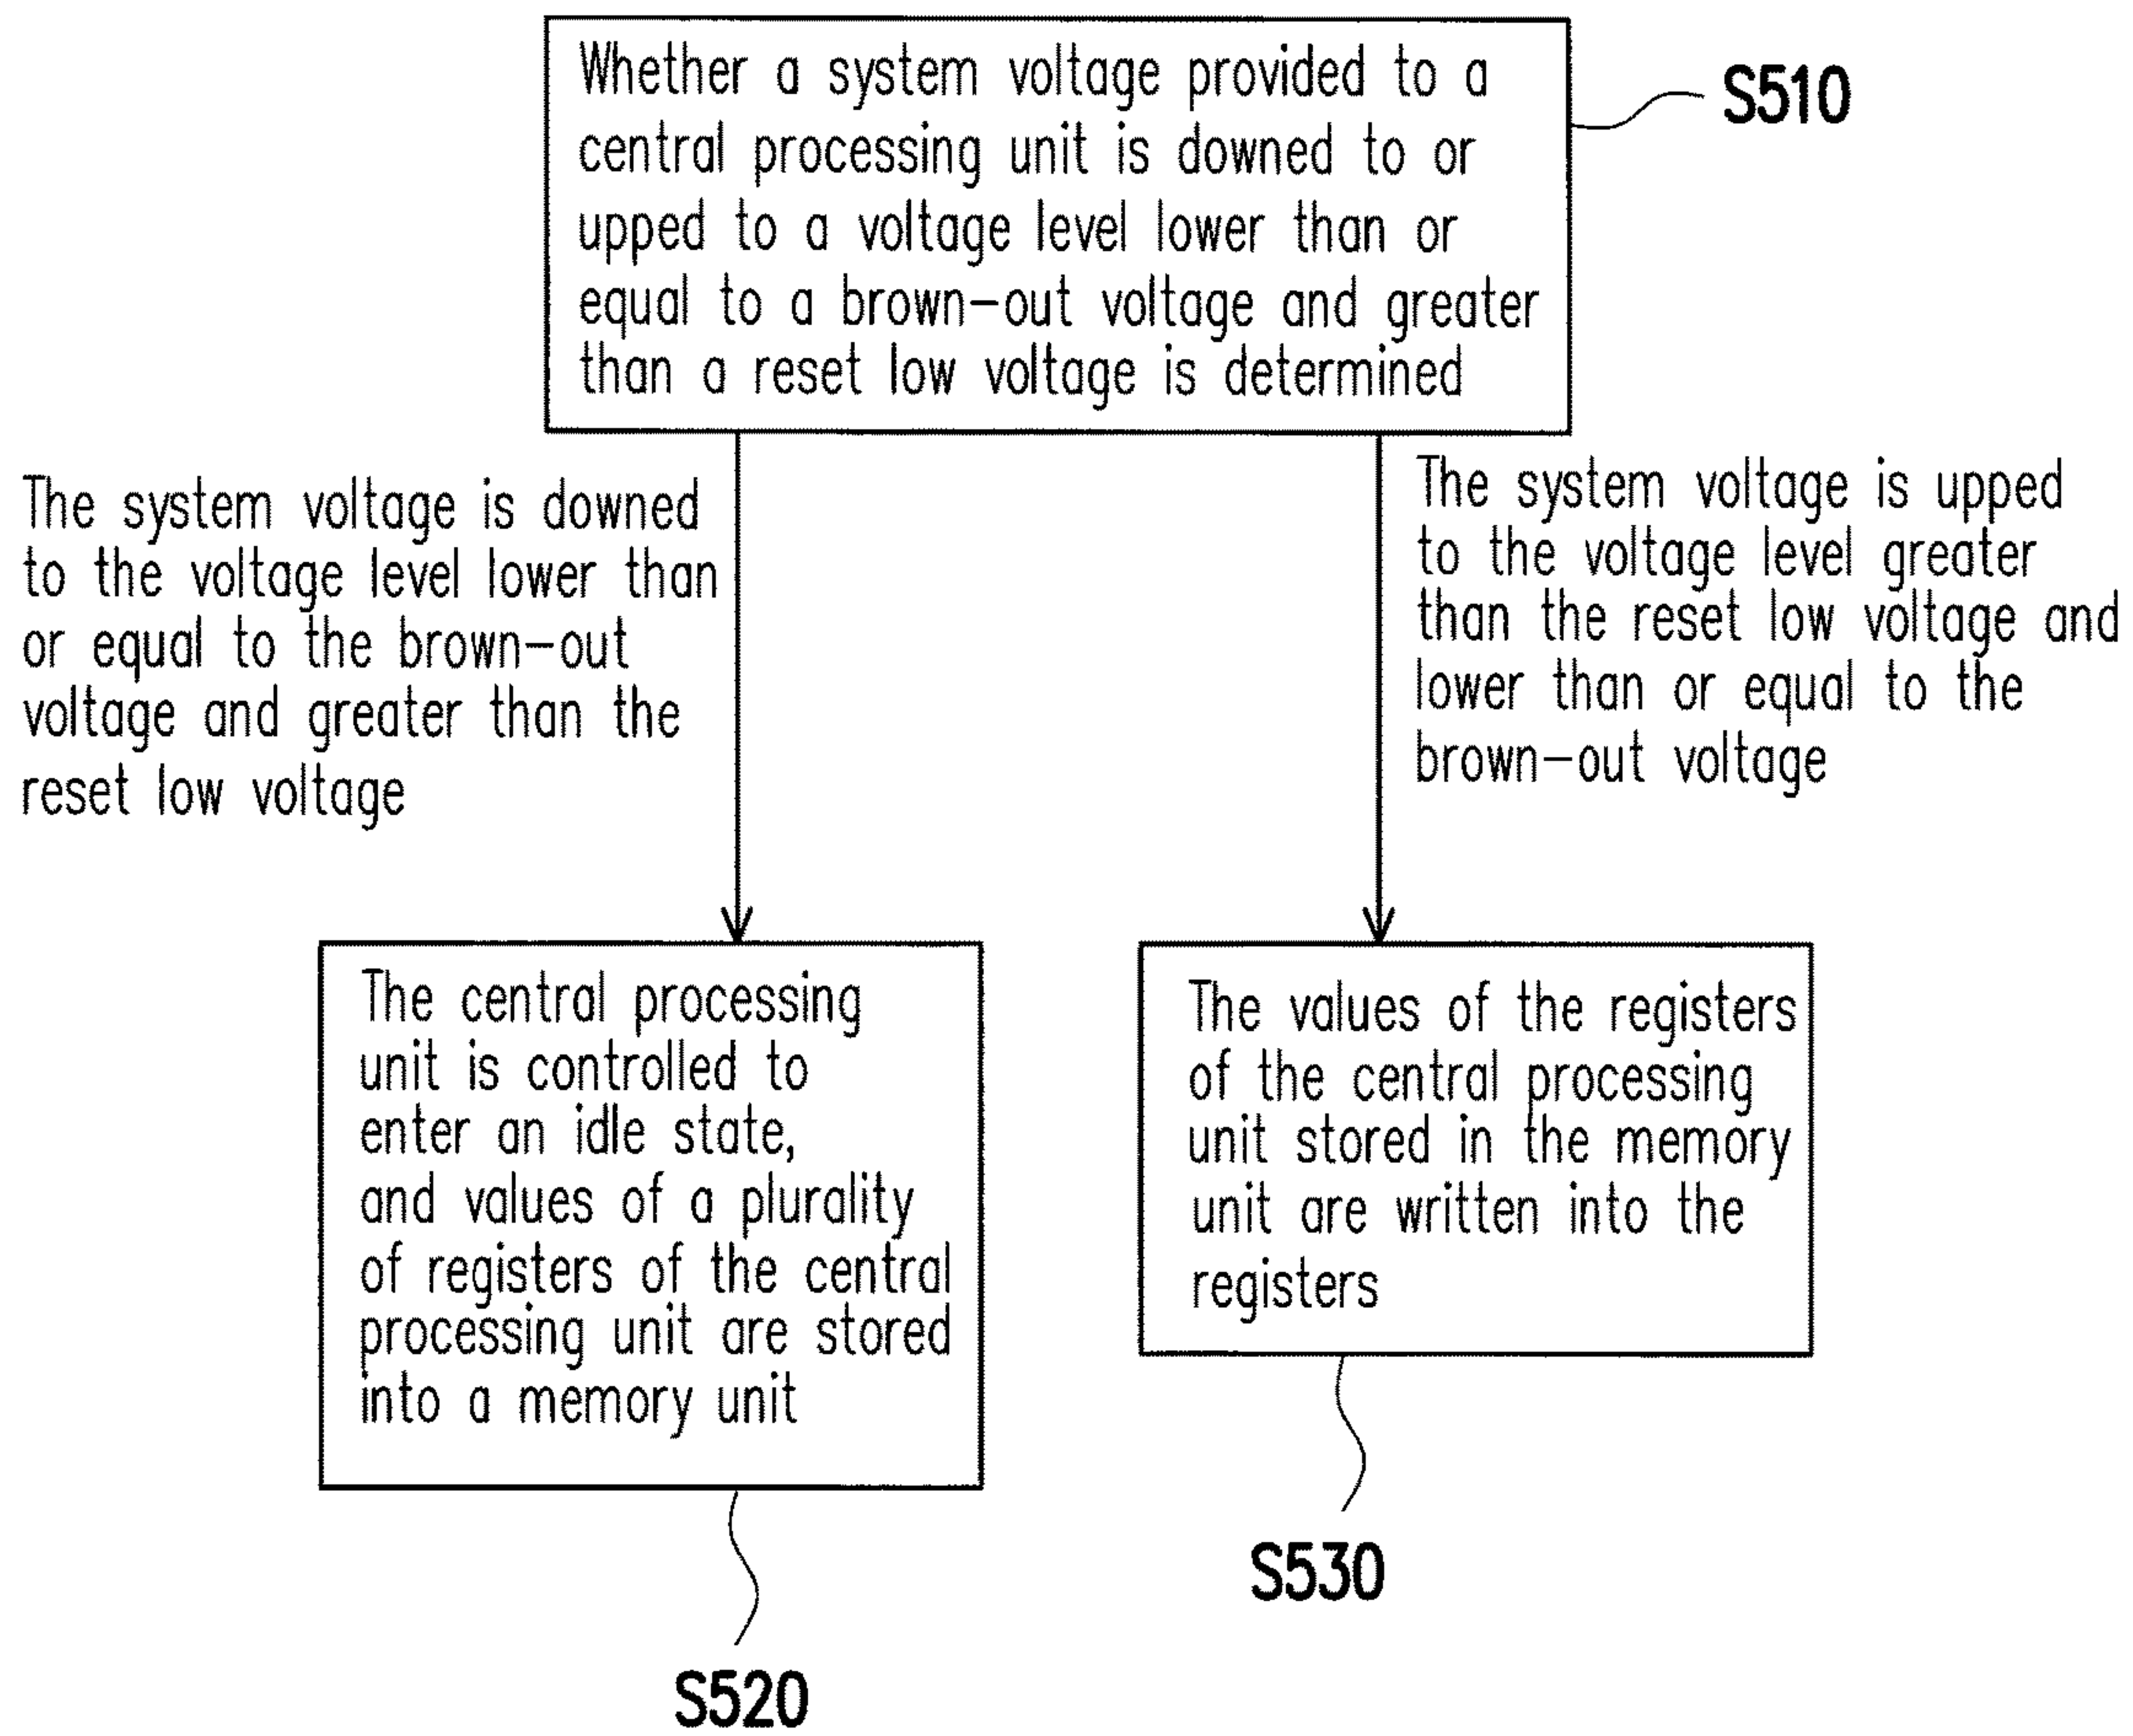 Whether a system voltage provided to a
central processing unit is downed to or
upped to a voltage level lower than or
equal to a brown-out voltage and greater
than a reset low voltage is determined
S510
The system voltage is downed
to the voltage level lower than
or equal to the brown-out
voltage and greater than the
reset low voltage
The system voltage is upped
to the voltage level greater
than the reset low voltage and
lower than or equal to the
brown-out voltage
The central processing
unit is controlled to
enter an idle state,
and values of a plurality
of registers of the central
processing unit are stored
into a memory unit
S520
The values of the registers
of the central processing
unit stored in the memory
unit are written into the
registers
S530